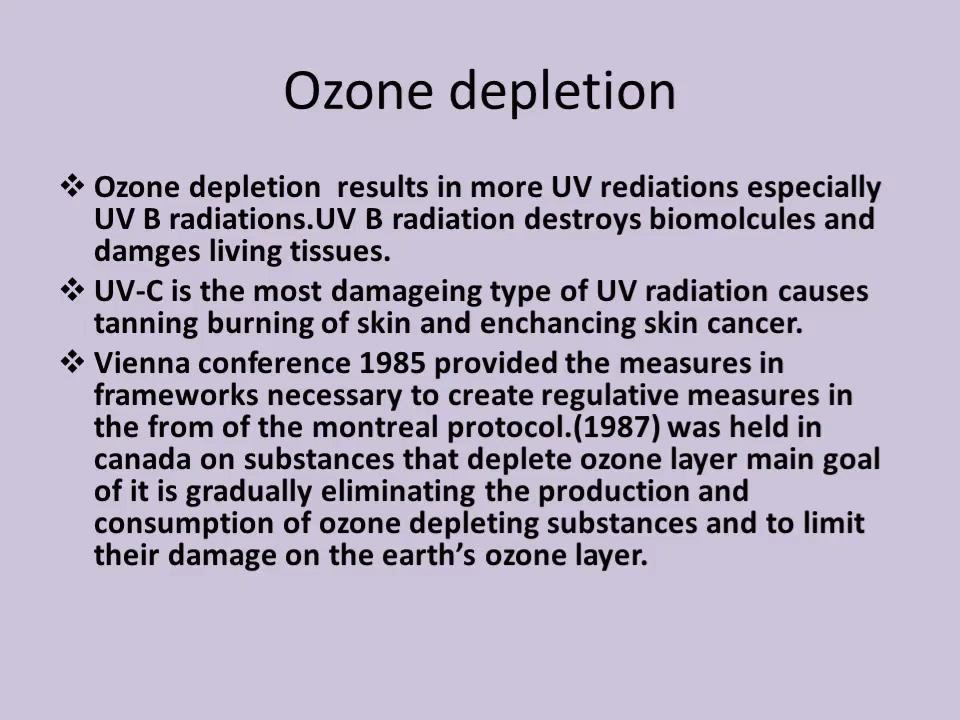 Ozone depletion
❖ Ozone depletion  results in more UV rediations especially
UV B radiations.UV B radiation destroys biomolcules and
damges living tissues.
❖ UV-C is the most damageing type of UV radiation causes
tanning burning of skin and enchancing skin cancer.
❖ Vienna conference 1985 provided the measures in
frameworks necessary to create regulative measures in
the from of the montreal protocol.(1987) was held in
canada on substances that deplete ozone layer main goal
of it is gradually eliminating the production and
consumption of ozone depleting substances and to limit
their damage on the earth’s ozone layer.